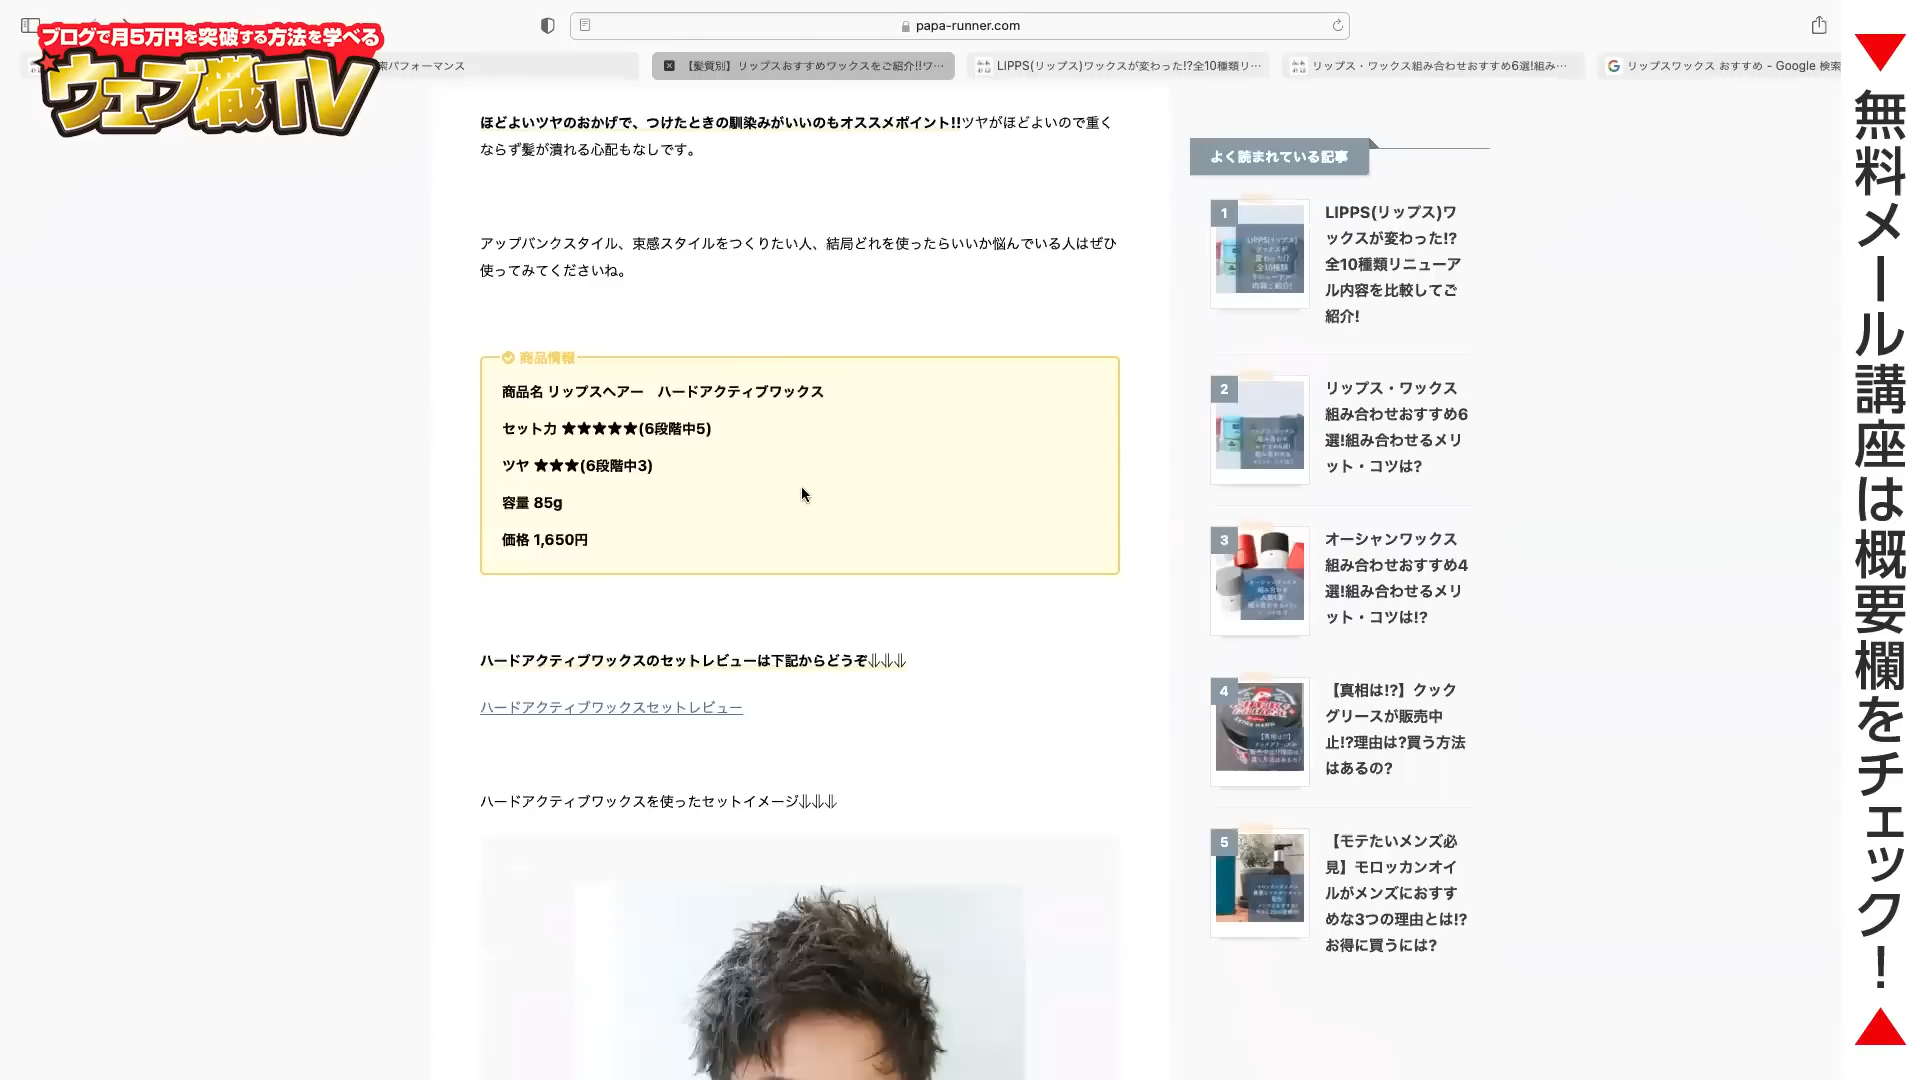 ブログで月5万円を突破する方法を学べる
ウェブ職TV
papa-runner.com
索パフォーマンス
【髪質別】リップスおすすめワックスをご紹介!!ワ…
LIPPS(リップス)ワックスが変わった!?全10種類リ…
リップス・ワックス組み合わせおすすめ6選!組み…
リップスワックス おすすめ - Google 検索
ほどよいツヤのおかげで、つけたときの馴染みがいいのもオススメポイント!!ツヤがほどよいので重く
ならず髪が潰れる心配もなしです。
アップバンクスタイル、束感スタイルをつくりたい人、結局どれを使ったらいいか悩んでいる人はぜひ
使ってみてくださいね。
商品情報
商品名 リップスヘアー　ハードアクティブワックス
セット力 ★★★★★(6段階中5)
ツヤ ★★★(6段階中3)
容量 85g
価格 1,650円
ハードアクティブワックスのセットレビューは下記からどうぞ⇓⇓⇓
ハードアクティブワックスセットレビュー
ハードアクティブワックスを使ったセットイメージ⇓⇓⇓
よく読まれている記事
1
LIPPS(リップス)ワ
ックスが変わった!?
全10種類リニューア
ル内容を比較してご
紹介!
2
リップス・ワックス
組み合わせおすすめ6
選!組み合わせるメリ
ット・コツは?
3
オーシャンワックス
組み合わせおすすめ4
選!組み合わせるメリ
ット・コツは!?
4
【真相は!?】クック
グリースが販売中
止!?理由は?買う方法
はあるの?
5
【モテたいメンズ必
見】モロッカンオイ
ルがメンズにおすす
めな3つの理由とは!?
お得に買うには?
無料メール講座は概要欄をチェック！